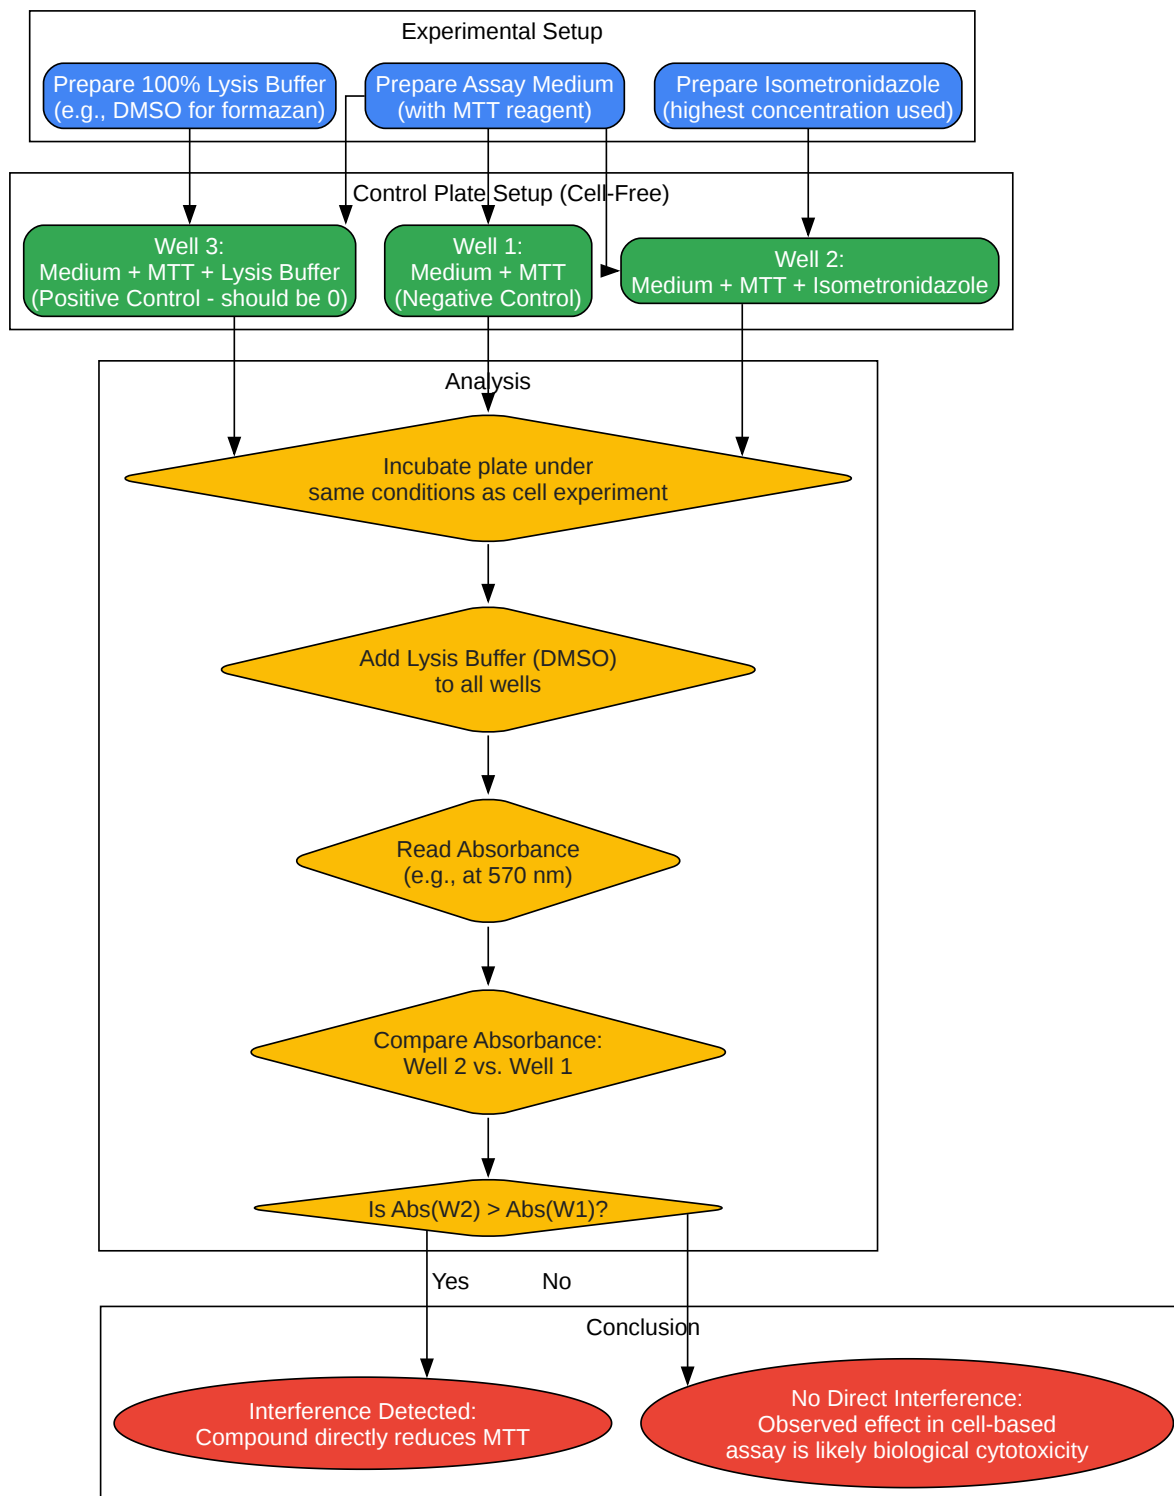 Experimental Setup
Prepare 100% Lysis Buffer
(e.g., DMSO for formazan)
Prepare Assay Medium
(with MTT reagent)
Prepare Isometronidazole
(highest concentration used)
Control Plate Setup (Cell-Free)
Well 3:
Medium + MTT + Lysis Buffer
(Positive Control - should be 0)
Well 1:
Medium + MTT
(Negative Control)
Well 2:
Medium + MTT + Isometronidazole
Analysis
Incubate plate under
same conditions as cell experiment
Add Lysis Buffer (DMSO)
to all wells
Read Absorbance
(e.g., at 570 nm)
Compare Absorbance:
Well 2 vs. Well 1
Is Abs(W2) > Abs(W1)?
Yes
No
Conclusion
Interference Detected:
Compound directly reduces MTT
No Direct Interference:
Observed effect in cell-based
assay is likely biological cytotoxicity